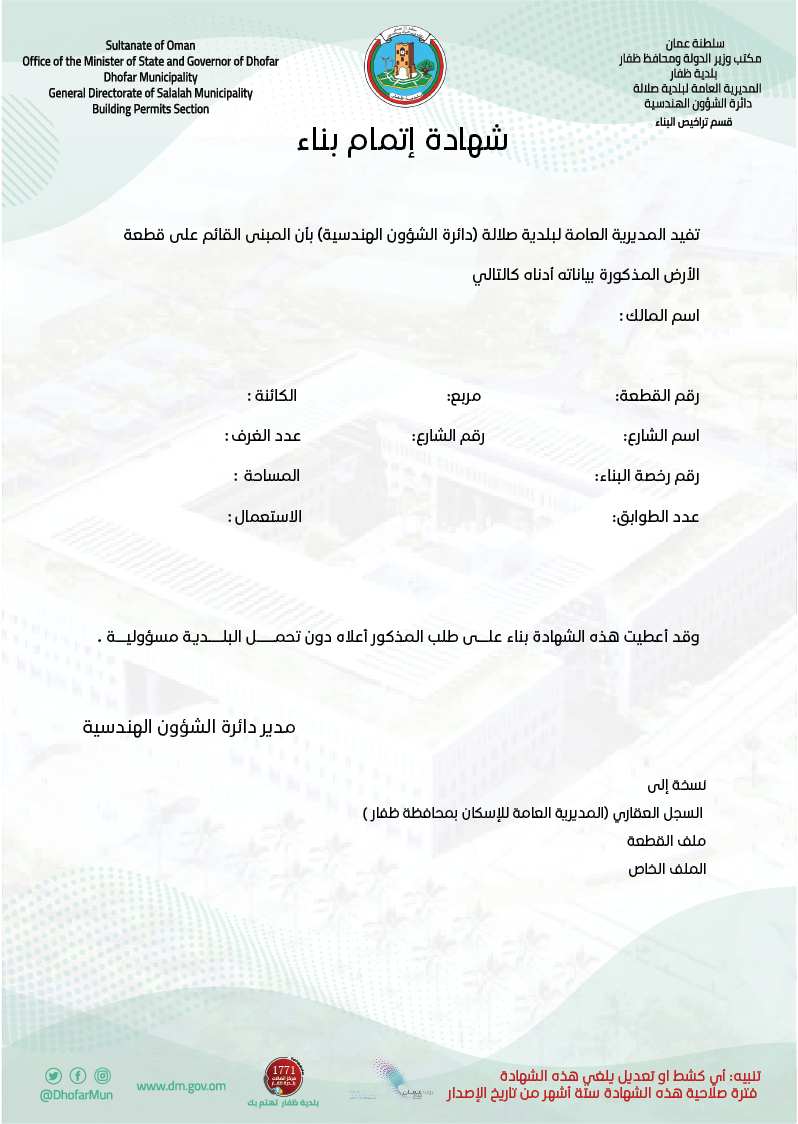 Sultanate of Oman
Office of the Minister of State and Governor of Dhofar
Dhofar Municipality
General Directorate of Salalah Municipality
Building Permits Section
سلطنة عمان
مكتب وزير الدولة ومحافظ ظفار
بلدية ظفار
المديرية العامة لبلدية صلالة
دائرة الشؤون الهندسية
قسم تراخيص البناء
شهادة إتمام بناء
تفيد المديرية العامة لبلدية صلالة (دائرة الشؤون الهندسية) بأن المبنى القائم على قطعة
الأرض المذكورة بياناته أدناه كالتالي
اسم المالك :
رقم القطعة: مربع: الكائنة :
اسم الشارع: رقم الشارع: عدد الغرف :
رقم رخصة البناء: المساحة :
عدد الطوابق: الاستعمال :
وقد أعطيت هذه الشهادة بناء علـــى طلب المذكور أعلاه دون تحمـــــل البلـــــدية مسؤوليـــة .
مدير دائرة الشؤون الهندسية
نسخة إلى
السجل العقاري (المديرية العامة للإسكان بمحافظة ظفار )
ملف القطعة
الملف الخاص
تنبيه: أي كشط او تعديل يلغي هذه الشهادة
فترة صلاحية هذه الشهادة ستة أشهر من تاريخ الإصدار
1771
بلدية ظفار تهتم بك
www.dm.gov.om
@DhofarMun